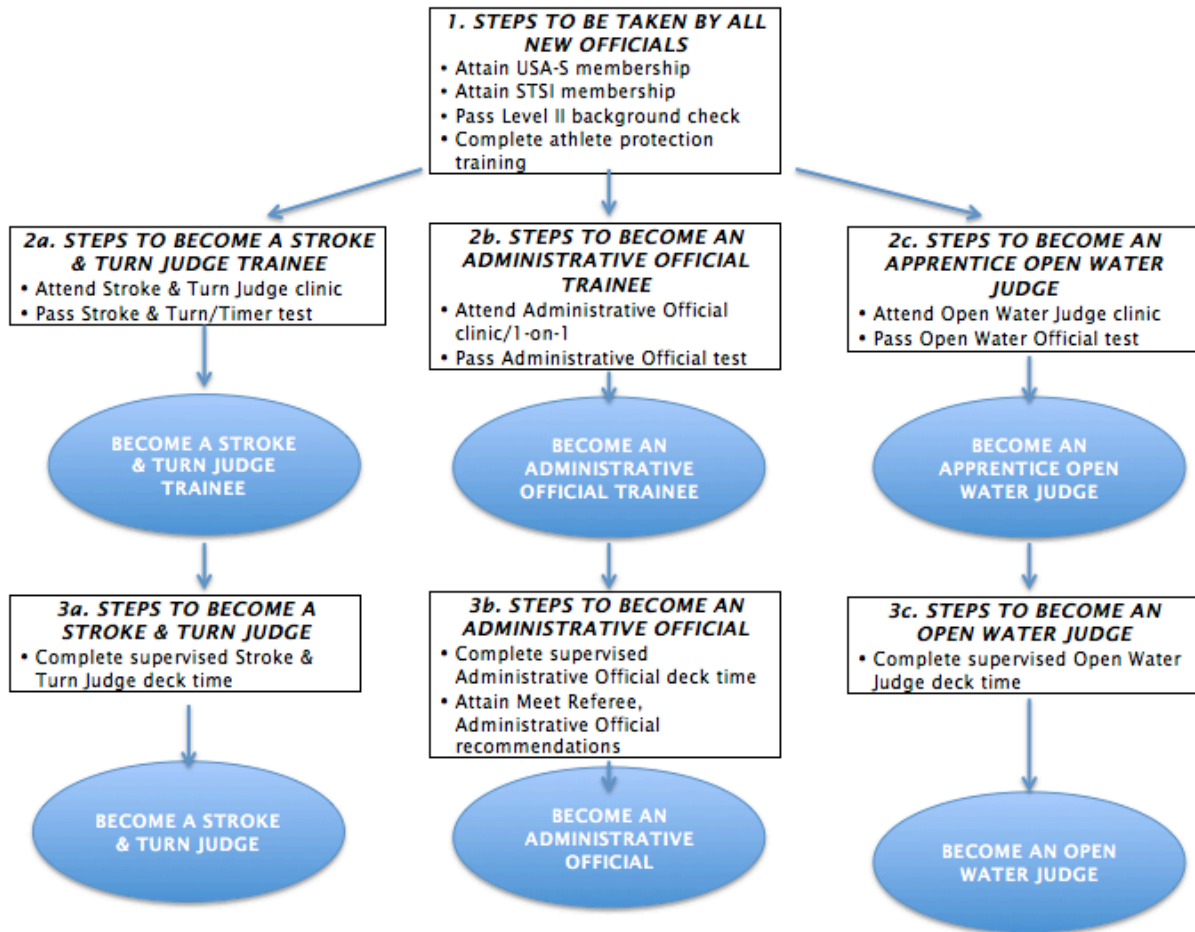 1. STEPS TO BE TAKEN BY ALL
NEW OFFICIALS
• Attain USA-S membership
• Attain STSI membership
• Pass Level II background check
• Complete athlete protection
training
2a. STEPS TO BECOME A STROKE
& TURN JUDGE TRAINEE
• Attend Stroke & Turn Judge clinic
• Pass Stroke & Turn/Timer test
2b. STEPS TO BECOME AN
ADMINISTRATIVE OFFICIAL
TRAINEE
• Attend Administrative Official
clinic/1-on-1
• Pass Administrative Official test
2c. STEPS TO BECOME AN
APPRENTICE OPEN WATER
JUDGE
• Attend Open Water Judge clinic
• Pass Open Water Official test
BECOME A STROKE
& TURN JUDGE
TRAINEE
BECOME AN
ADMINISTRATIVE
OFFICIAL TRAINEE
BECOME AN
APPRENTICE OPEN
WATER JUDGE
3a. STEPS TO BECOME A
STROKE & TURN JUDGE
• Complete supervised Stroke &
Turn Judge deck time
3b. STEPS TO BECOME AN
ADMINISTRATIVE OFFICIAL
• Complete supervised
Administrative Official deck time
• Attain Meet Referee,
Administrative Official
recommendations
3c. STEPS TO BECOME AN
OPEN WATER JUDGE
• Complete supervised Open Water
Judge deck time
BECOME A STROKE
& TURN JUDGE
BECOME AN
ADMINISTRATIVE
OFFICIAL
BECOME AN OPEN
WATER JUDGE